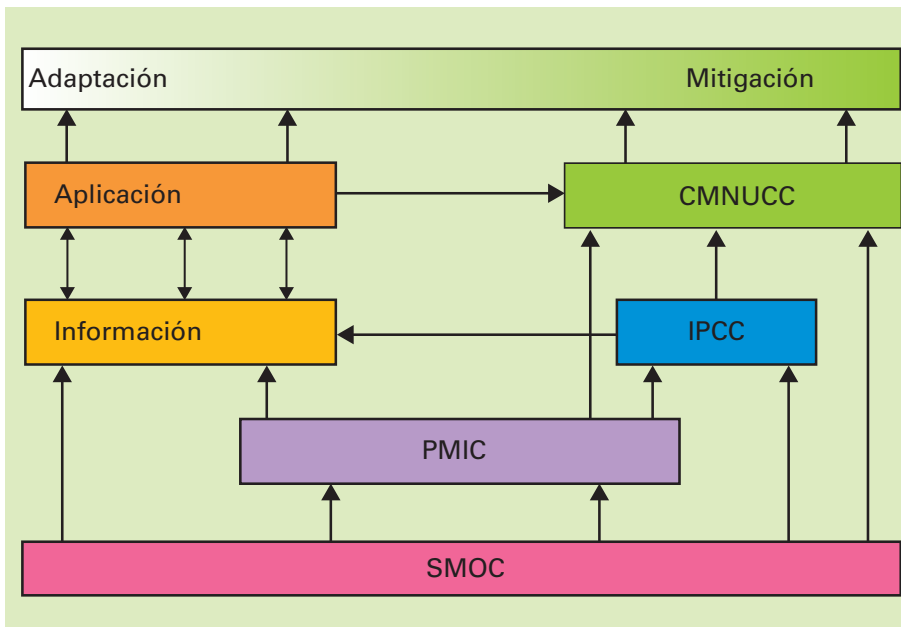 Adaptación
Mitigación
Aplicación
CMNUCC
Información
IPCC
PMIC
SMOC